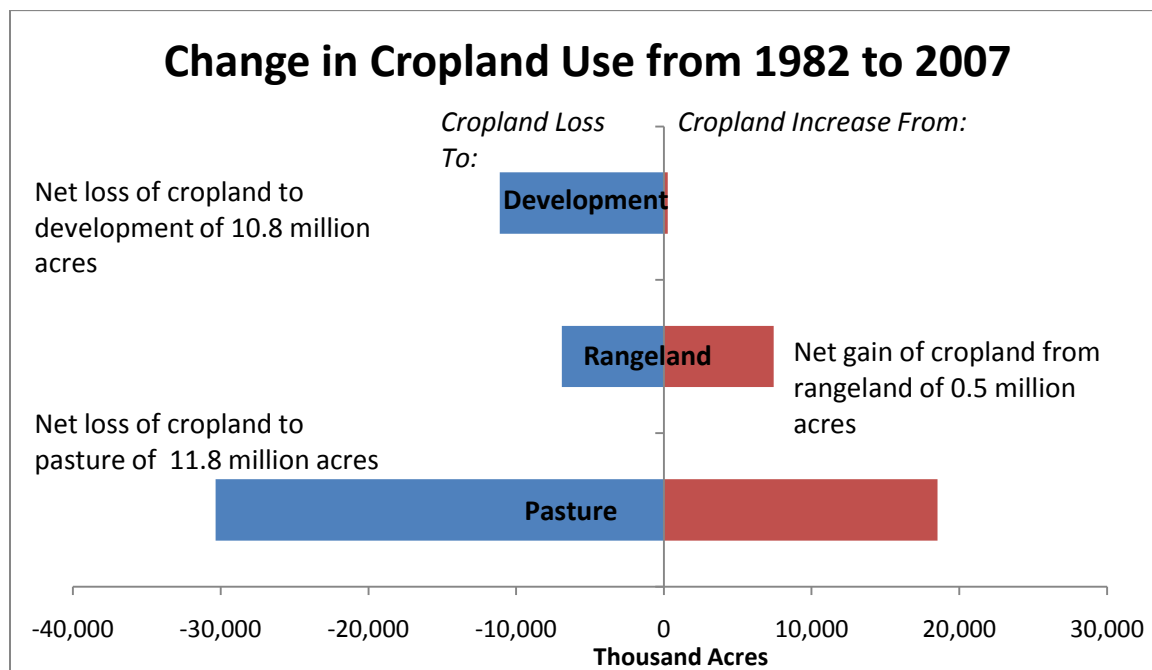 Change in Cropland Use from 1982 to 2007
Cropland Loss
To:
Cropland Increase From:
Net loss of cropland to
development of 10.8 million
acres
Development
Rangeland
Net gain of cropland from
rangeland of 0.5 million
acres
Net loss of cropland to
pasture of  11.8 million acres
Pasture
-40,000 -30,000 -20,000 -10,000 0 10,000 20,000 30,000
Thousand Acres